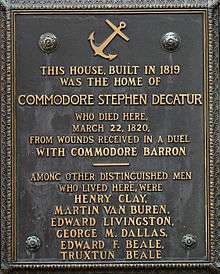 THIS HOUSE, BUILT IN 1819
WAS THE HOME OF
COMMODORE STEPHEN DECATUR
WHO DIED HERE,
MARCH 22, 1820,
FROM WOUNDS RECEIVED IN A DUEL
WITH COMMODORE BARRON
AMONG OTHER DISTINGUISHED MEN
WHO LIVED HERE, WERE
HENRY CLAY,
MARTIN VAN BUREN,
EDWARD LIVINGSTON,
GEORGE M. DALLAS,
EDWARD F. BEALE,
TRUXTUN BEALE